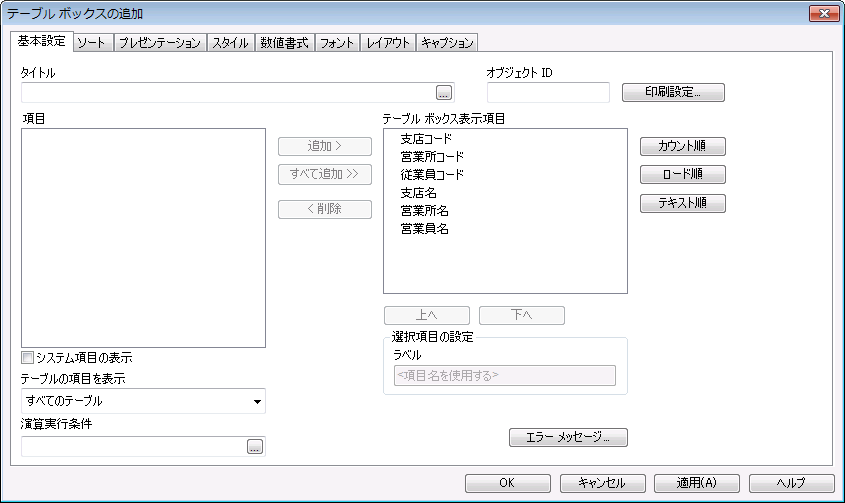 テーブル ボックスの追加
基本設定 ソート プレゼンテーション スタイル 数値書式 フォント レイアウト キャプション
タイトル
...
オブジェクト ID
印刷設定...
項目
追加 >
すべて追加 >>
< 削除
テーブル ボックス表示項目
支店コード
営業所コード
従業員コード
支店名
営業所名
営業員名
カウント順
ロード順
テキスト順
上へ 下へ
選択項目の設定
ラベル
<項目名を使用する>
システム項目の表示
テーブルの項目を表示
すべてのテーブル
演算実行条件
...
エラー メッセージ...
OK キャンセル 適用(A) ヘルプ